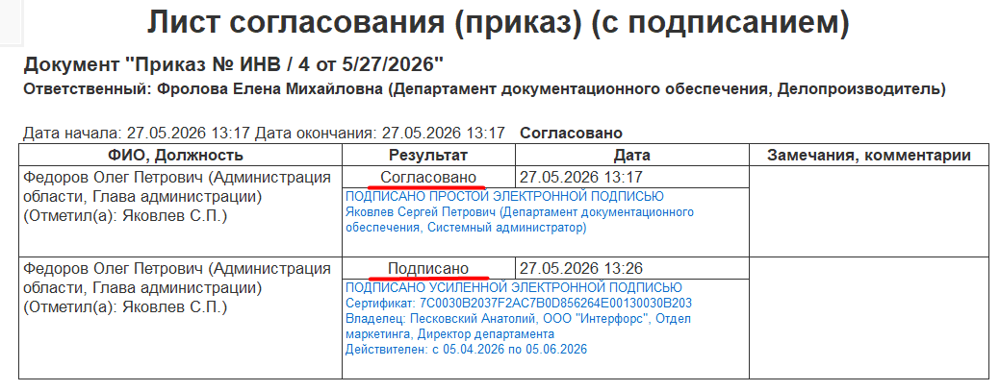 Лист согласования (приказ) (с подписанием)
Документ "Приказ № ИНВ / 4 от 5/27/2026"
Ответственный: Фролова Елена Михайловна (Департамент документационного обеспечения, Делопроизводитель)
Дата начала: 27.05.2026 13:17 Дата окончания: 27.05.2026 13:17 Согласовано
ФИО, Должность Результат Дата Замечания, комментарии
Федоров Олег Петрович (Администрация
области, Глава администрации)
(Отметил(а): Яковлев С.П.)
Согласовано 27.05.2026 13:17
ПОДПИСАНО ПРОСТОЙ ЭЛЕКТРОННОЙ ПОДПИСЬЮ
Яковлев Сергей Петрович (Департамент документационного
обеспечения, Системный администратор)
Федоров Олег Петрович (Администрация
области, Глава администрации)
(Отметил(а): Яковлев С.П.)
Подписано 27.05.2026 13:26
ПОДПИСАНО УСИЛЕННОЙ ЭЛЕКТРОННОЙ ПОДПИСЬЮ
Сертификат: 7C0030B2037F2AC7B0D856264E00130030B203
Владелец: Песковский Анатолий, ООО "Интерфорс", Отдел
маркетинга, Директор департамента
Действителен: с 05.04.2026 по 05.06.2026